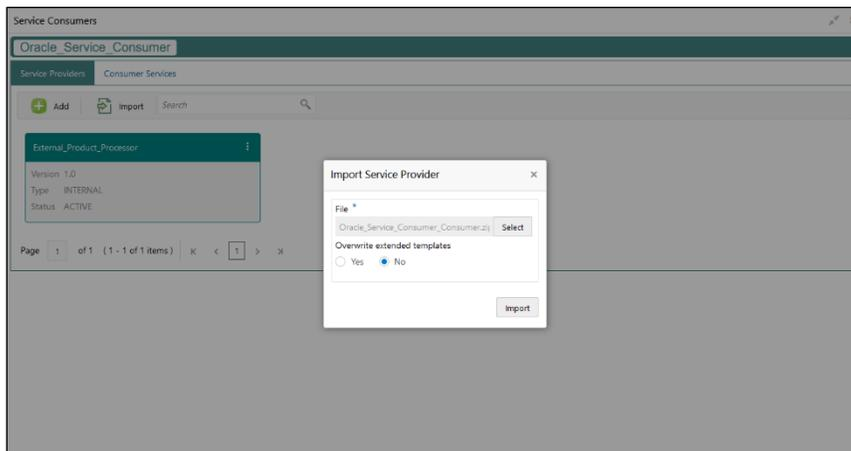 Service Consumers
Oracle_Service_Consumer
Service Providers Consumer Services
Add Import Search
External_Product_Processor
Version 1.0
Type INTERNAL
Status ACTIVE
Page 1 of 1 (1 - 1 of 1 items) K < 1 > >|
Import Service Provider ×
File *
Oracle_Service_Consumer_Consumer.zip Select
Overwrite extended templates
Yes No
Import